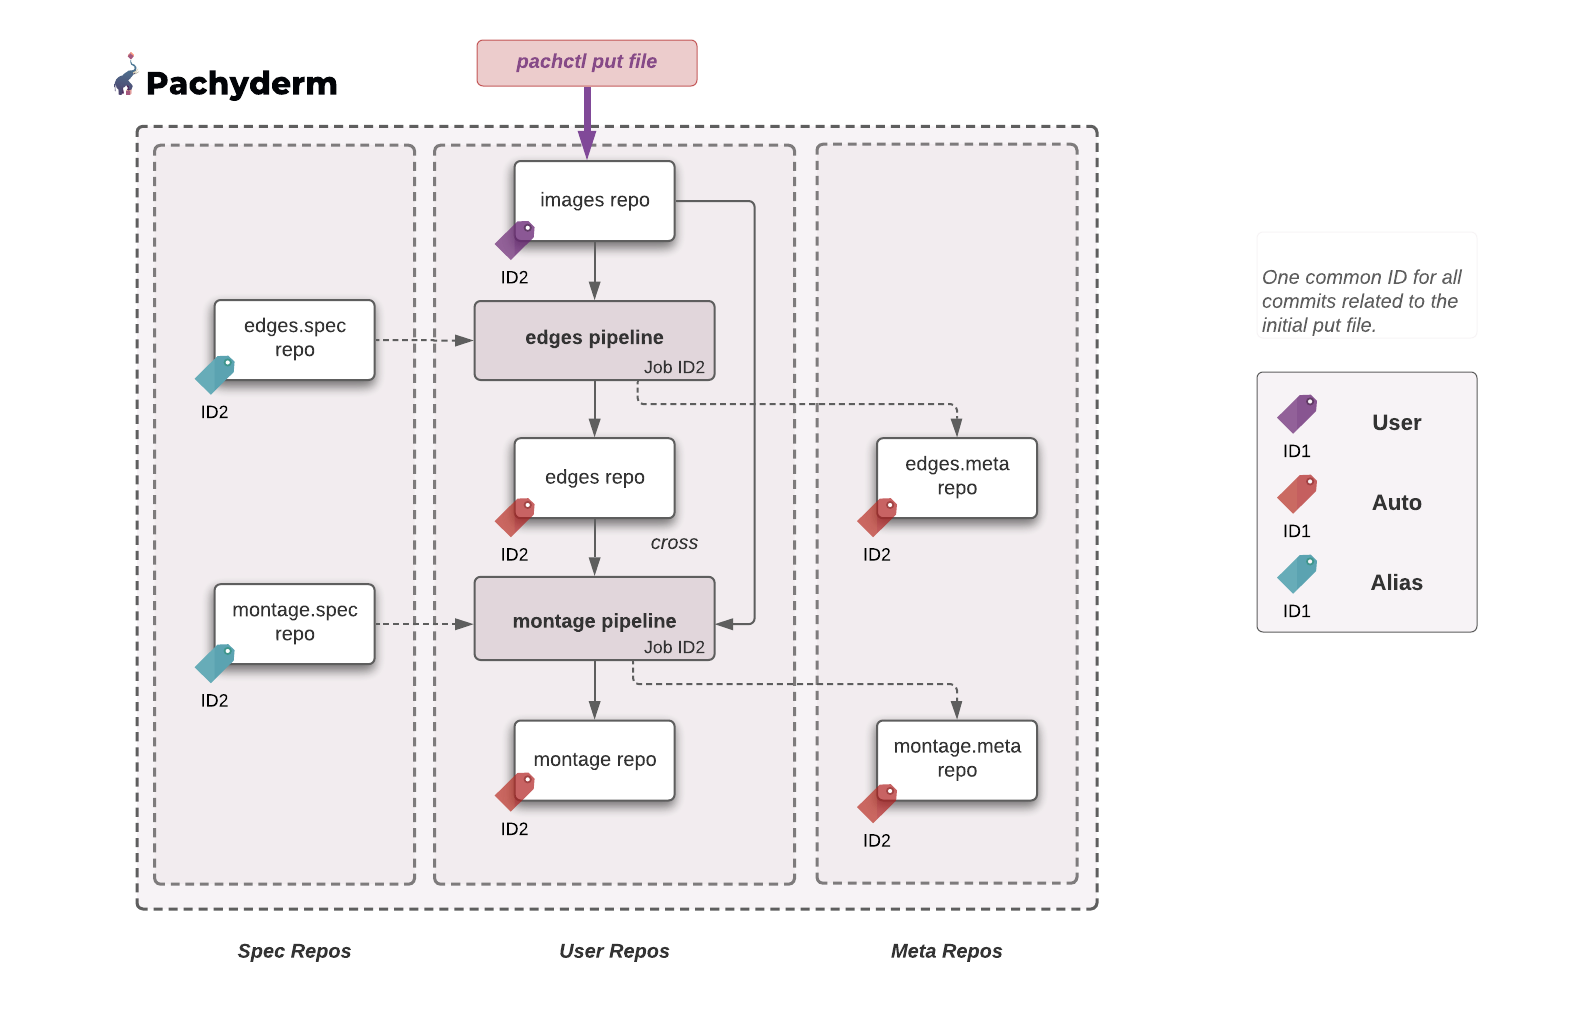 pachctl put file
Pachyderm
images repo
ID2
edges.spec
repo
ID2
edges pipeline
Job ID2
edges repo
ID2
edges.meta
repo
ID2
cross
montage.spec
repo
ID2
montage pipeline
Job ID2
montage repo
ID2
montage.meta
repo
ID2
Spec Repos
User Repos
Meta Repos
One common ID for all
commits related to the
initial put file.
User
ID1
Auto
ID1
Alias
ID1